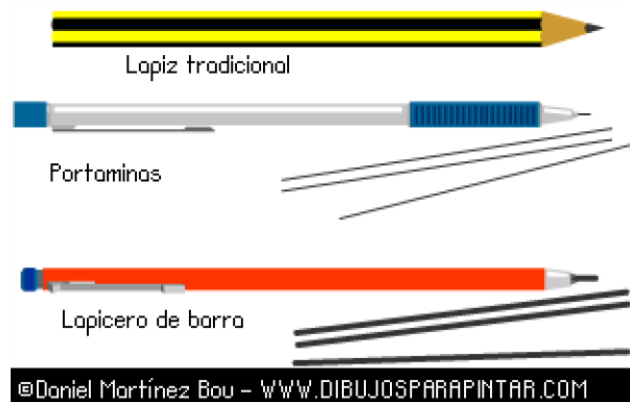 Lapiz tradicional
Portaminas
Lapicero de barra
©Daniel Martínez Bou – WWW.DIBUJOSPARAPINTAR.COM